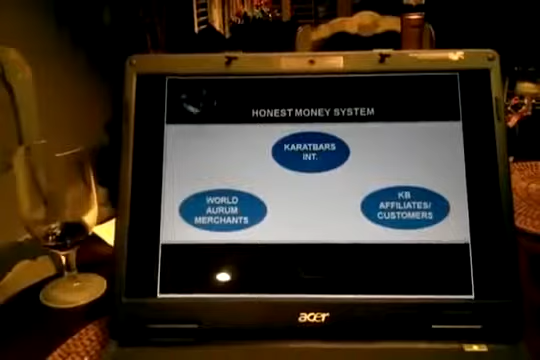 HONEST MONEY SYSTEM
KARATBARS
INT.
WORLD
AURUM
MERCHANTS
KB
AFFILIATES/
CUSTOMERS
acer